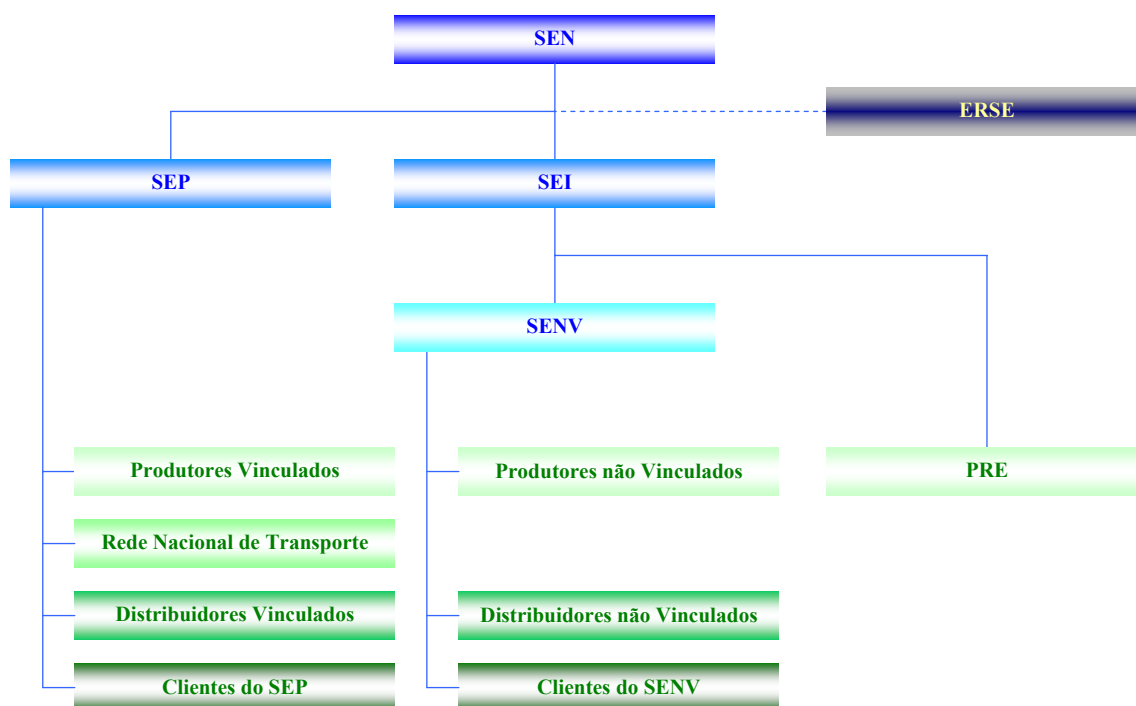 SEN
ERSE
SEP
SEI
SENV
Produtores Vinculados
Produtores não Vinculados
PRE
Rede Nacional de Transporte
Distribuidores Vinculados
Distribuidores não Vinculados
Clientes do SEP
Clientes do SENV